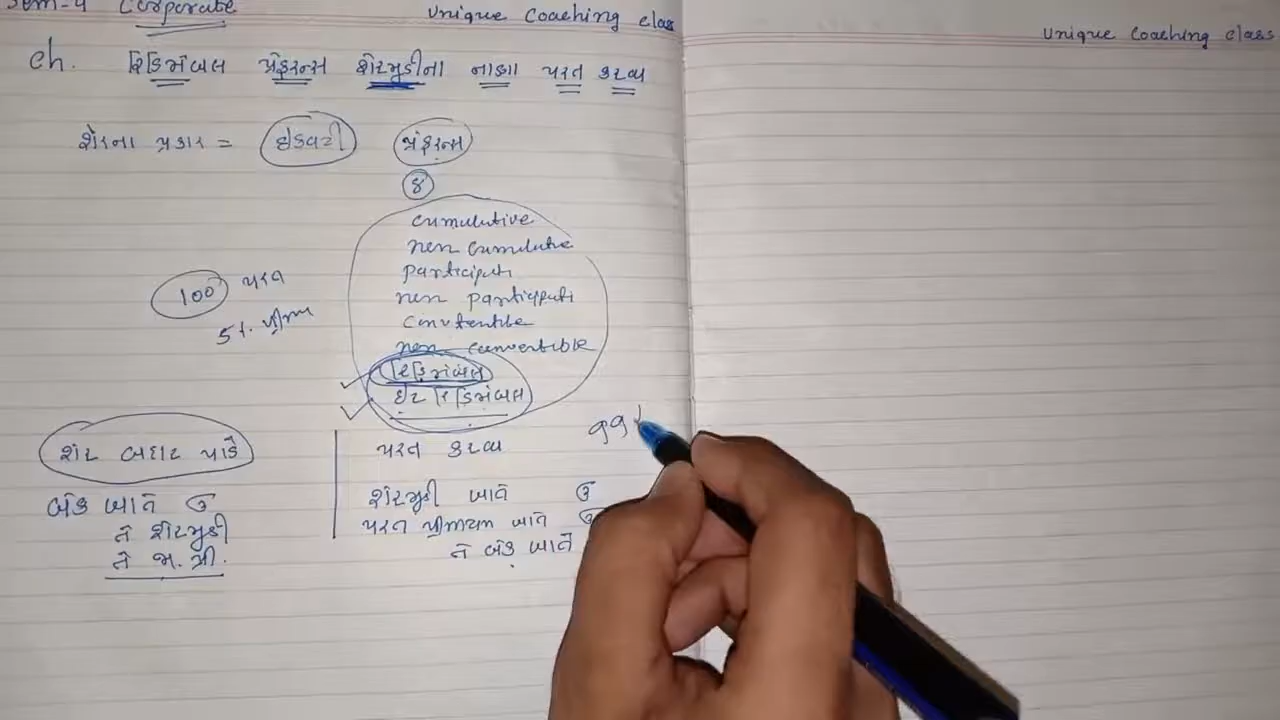 Sem-4 Corporate
Unique Coaching Class
Unique Coaching Class
Ch. રિડિમેબલ પ્રેફરન્સ શેરમુડીના નાણા પરત કરવા
શેરના પ્રકાર = ઇકવીટી પ્રેફરન્સ
8
cumulative
non cumulative
participati
non participati
convertible
non convertible
રિડિમેબલ
ઇર રિડિમેબલ
100 પરત
5%
શેર બહાર પાડે
બેંક ખાતે ઉ
તે શેરમુડી
તે જા. પ્રી.
પરત કરવા
શેરમુડી ખાતે ઉ
પરત પ્રીમીયમ ખાતે ઉ
તે બેંક ખાતે